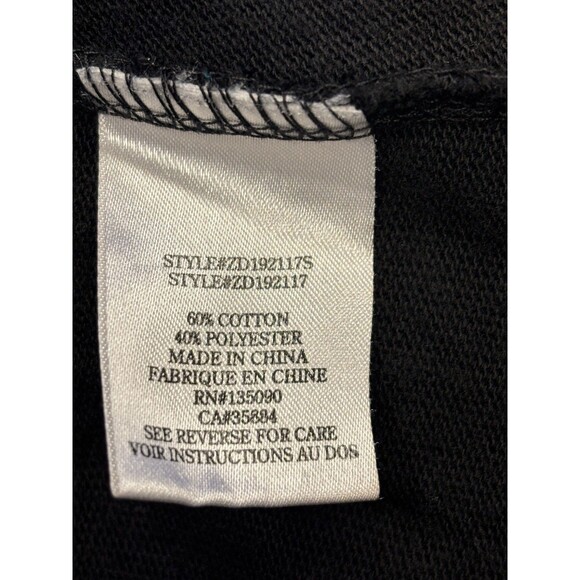 STYLE#ZD192117S
STYLE#ZD192117
60% COTTON
40% POLYESTER
MADE IN CHINA
FABRIQUE EN CHINE
RN#135090
CA#35884
SEE REVERSE FOR CARE
VOIR INSTRUCTIONS AU DOS